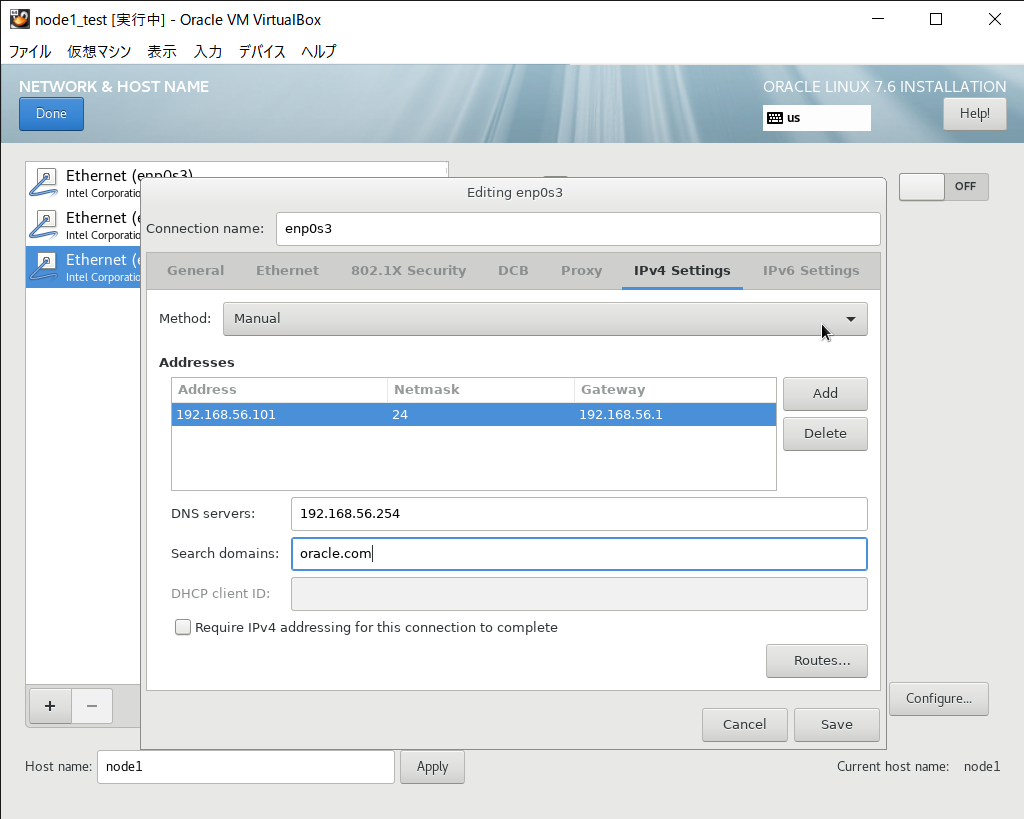 node1_test [実行中] - Oracle VM VirtualBox
ファイル 仮想マシン 表示 入力 デバイス ヘルプ
NETWORK & HOST NAME
ORACLE LINUX 7.6 INSTALLATION
Done
us
Help!
Ethernet (enp0s3)
Intel Corporatio
Ethernet (e
Intel Corporatio
Ethernet (e
Intel Corporatio
OFF
Editing enp0s3
Connection name: enp0s3
General Ethernet 802.1X Security DCB Proxy IPv4 Settings IPv6 Settings
Method: Manual
Addresses
Address Netmask Gateway
192.168.56.101 24 192.168.56.1
Add
Delete
DNS servers: 192.168.56.254
Search domains: oracle.com
DHCP client ID:
Require IPv4 addressing for this connection to complete
Routes...
Cancel Save
+ −
Configure...
Host name: node1 Apply
Current host name: node1